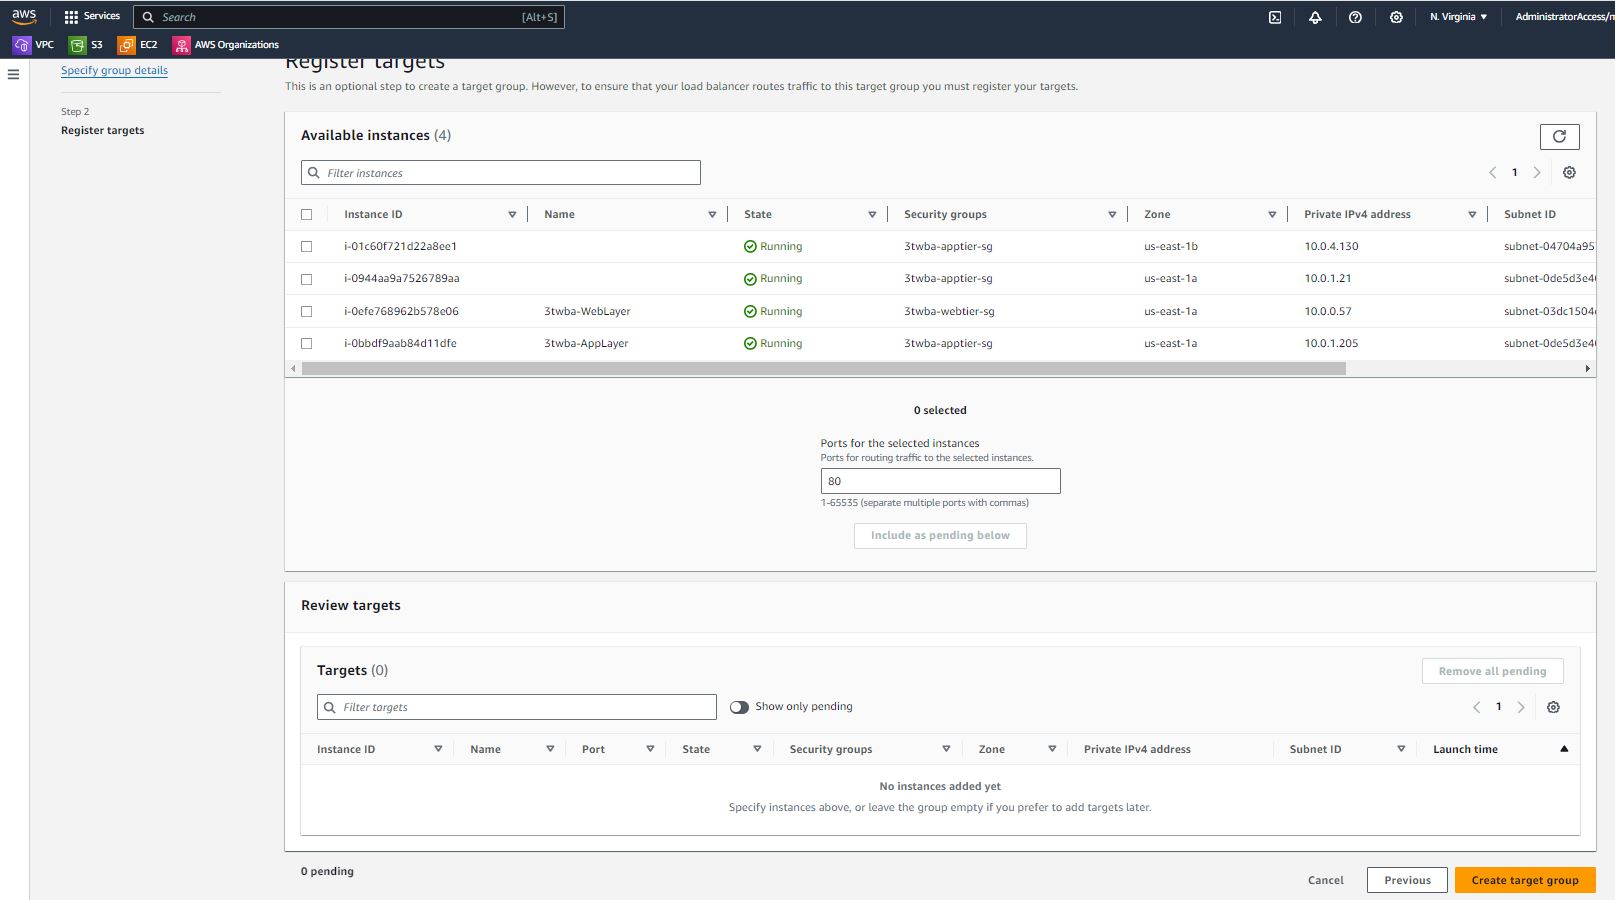 aws
Services
Search
[Alt+S]
N. Virginia
AdministratorAccess/
VPC
S3
EC2
AWS Organizations
Specify group details
Step 2
Register targets
Register targets
This is an optional step to create a target group. However, to ensure that your load balancer routes traffic to this target group you must register your targets.
Available instances (4)
Filter instances
1
Instance ID Name State Security groups Zone Private IPv4 address Subnet ID
i-01c60f721d22a8ee1 Running 3twba-apptier-sg us-east-1b 10.0.4.130 subnet-04704a95
i-0944aa9a7526789aa Running 3twba-apptier-sg us-east-1a 10.0.1.21 subnet-0de5d3e4
i-0efe768962b578e06 3twba-WebLayer Running 3twba-webtier-sg us-east-1a 10.0.0.57 subnet-03dc1504
i-0bbdf9aab84d11dfe 3twba-AppLayer Running 3twba-apptier-sg us-east-1a 10.0.1.205 subnet-0de5d3e4
0 selected
Ports for the selected instances
Ports for routing traffic to the selected instances.
80
1-65535 (separate multiple ports with commas)
Include as pending below
Review targets
Targets (0)
Remove all pending
Filter targets
Show only pending
1
Instance ID Name Port State Security groups Zone Private IPv4 address Subnet ID Launch time
No instances added yet
Specify instances above, or leave the group empty if you prefer to add targets later.
0 pending
Cancel
Previous
Create target group